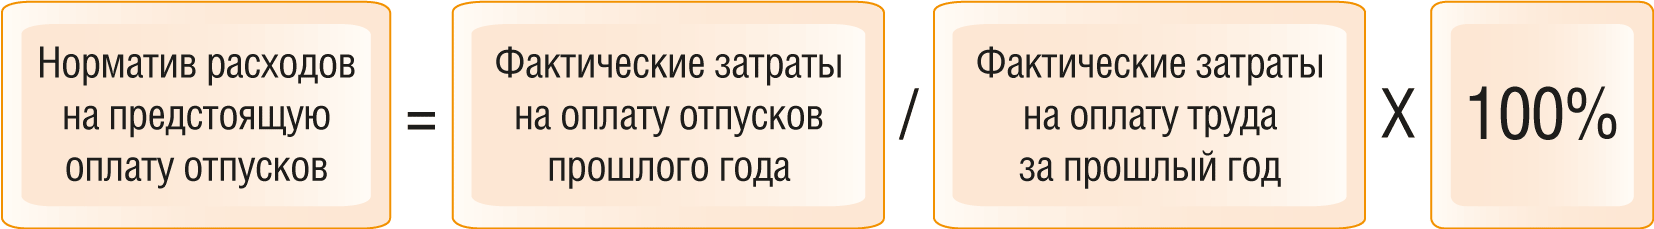 Норматив расходов
на предстоящую
оплату отпусков
=
Фактические затраты
на оплату отпусков
прошлого года
/
Фактические затраты
на оплату труда
за прошлый год
X
100%